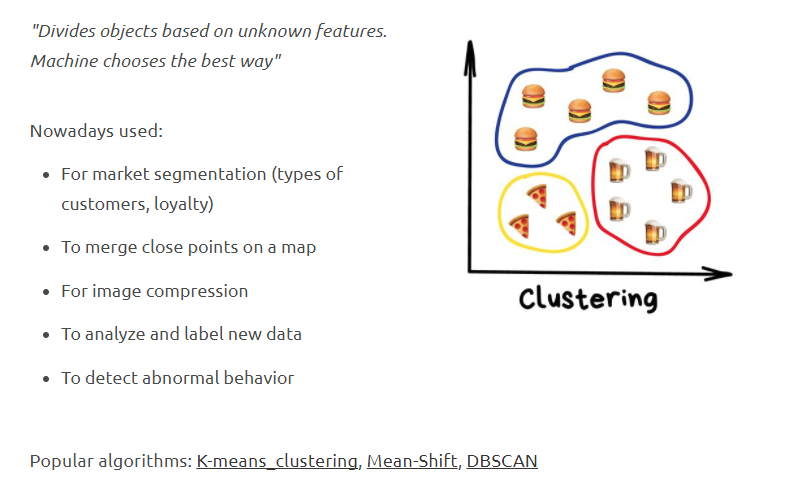 "Divides objects based on unknown features.
Machine chooses the best way"
Nowadays used:
• For market segmentation (types of
customers, loyalty)
• To merge close points on a map
• For image compression
• To analyze and label new data
• To detect abnormal behavior
Clustering
Popular algorithms: K-means_clustering, Mean-Shift, DBSCAN